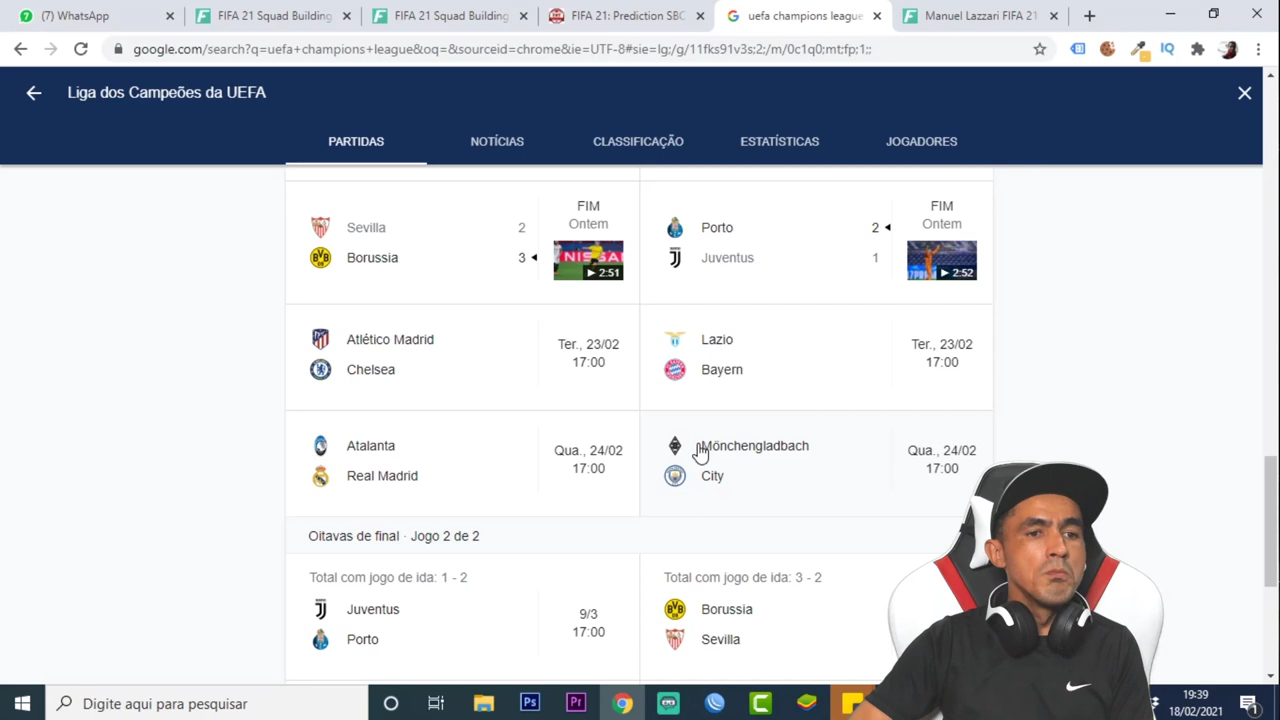 (7) WhatsApp
FIFA 21 Squad Building
FIFA 21 Squad Building
FIFA 21: Prediction SBC
uefa champions league
Manuel Lazzari FIFA 21
google.com/search?q=uefa+champions+league&oq=&sourceid=chrome&ie=UTF-8#sie=lg;/g/11fks91v3s;2;/m/0c1q0;mt;fp;1;;
IQ
Liga dos Campeões da UEFA
PARTIDAS NOTÍCIAS CLASSIFICAÇÃO ESTATÍSTICAS JOGADORES
Sevilla 2
Borussia 3
FIM
Ontem
2:51
Porto 2
Juventus 1
FIM
Ontem
2:52
Atlético Madrid
Chelsea
Ter., 23/02
17:00
Lazio
Bayern
Ter., 23/02
17:00
Atalanta
Real Madrid
Qua., 24/02
17:00
Mönchengladbach
City
Qua., 24/02
17:00
Oitavas de final · Jogo 2 de 2
Total com jogo de ida: 1 - 2
Juventus
Porto
9/3
17:00
Total com jogo de ida: 3 - 2
Borussia
Sevilla
Digite aqui para pesquisar
Ps
Pr
19:39
18/02/2021
1